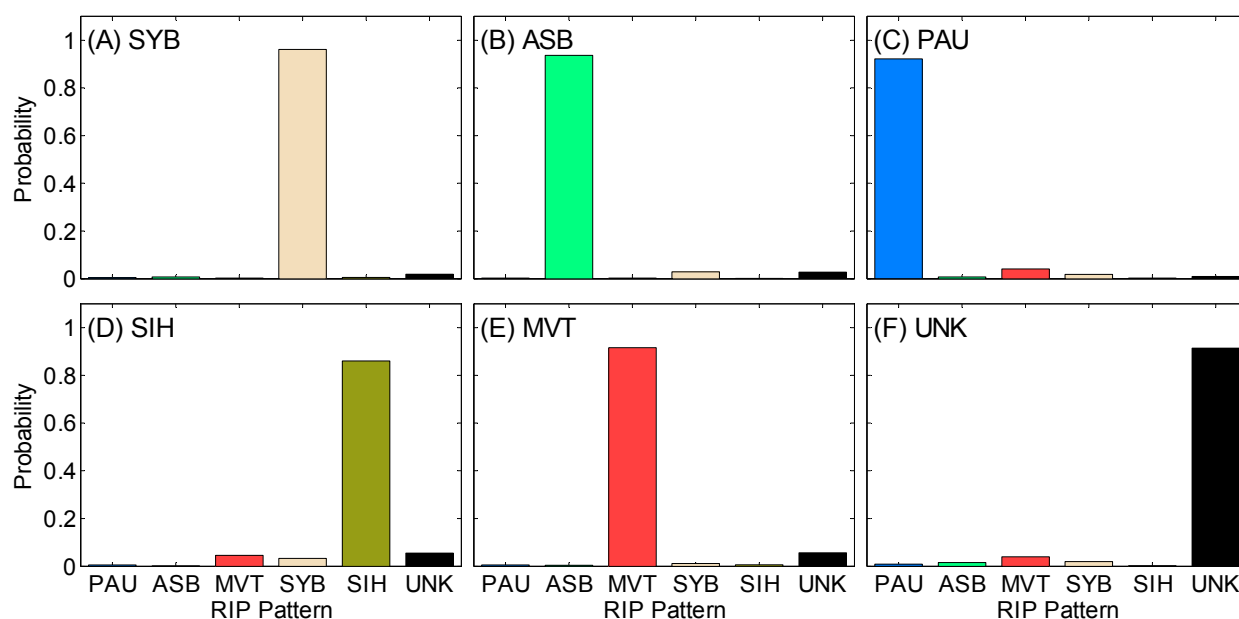 (A) SYB
(B) ASB
(C) PAU
1
0.8
0.6
0.4
0.2
0
Probability
(D) SIH
(E) MVT
(F) UNK
1
0.8
0.6
0.4
0.2
0
Probability
PAU ASB MVT SYB SIH UNK
PAU ASB MVT SYB SIH UNK
PAU ASB MVT SYB SIH UNK
RIP Pattern
RIP Pattern
RIP Pattern